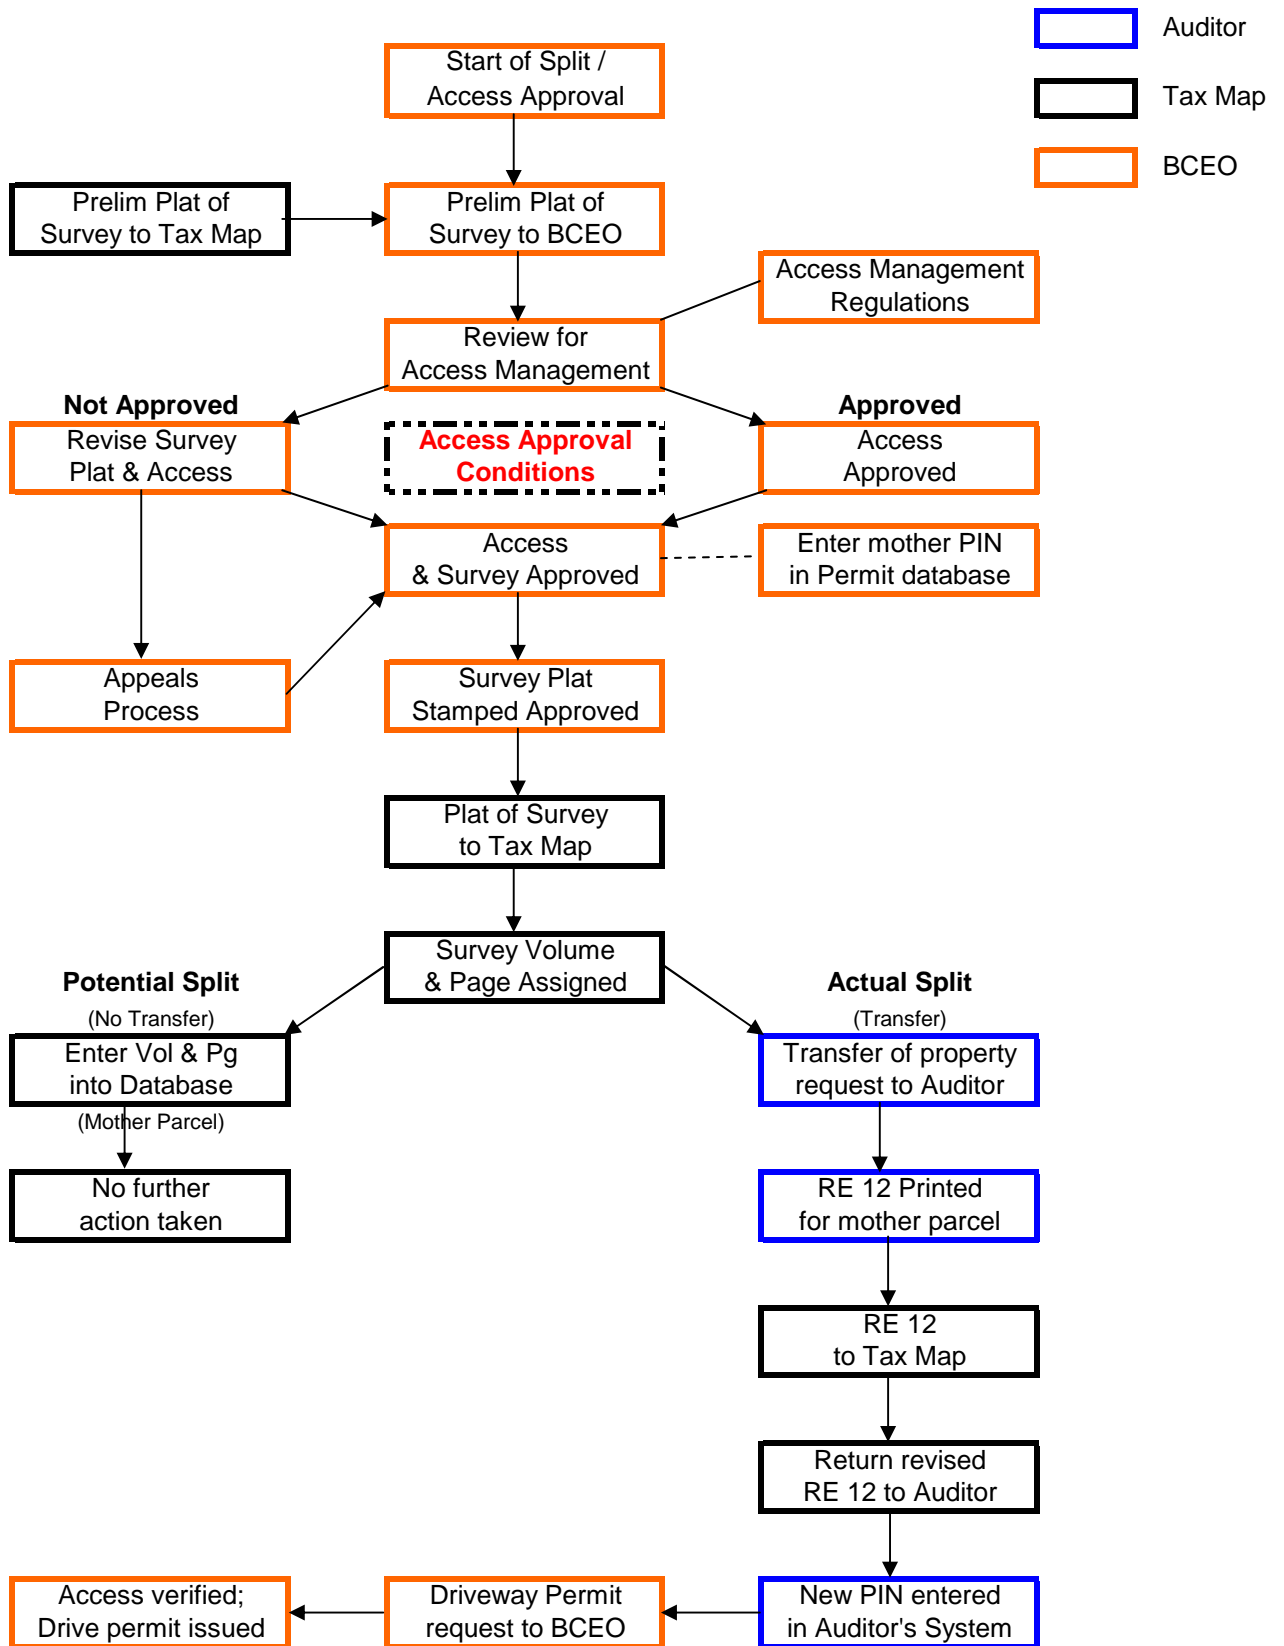 Auditor
Tax Map
BCEO
Start of Split /
Access Approval
Prelim Plat of
Survey to Tax Map
Prelim Plat of
Survey to BCEO
Access Management
Regulations
Review for
Access Management
Not Approved
Approved
Revise Survey
Plat & Access
Access Approval
Conditions
Access
Approved
Access
& Survey Approved
Enter mother PIN
in Permit database
Appeals
Process
Survey Plat
Stamped Approved
Plat of Survey
to Tax Map
Survey Volume
& Page Assigned
Potential Split
(No Transfer)
Actual Split
(Transfer)
Enter Vol & Pg
into Database
(Mother Parcel)
Transfer of property
request to Auditor
No further
action taken
RE 12 Printed
for mother parcel
RE 12
to Tax Map
Return revised
RE 12 to Auditor
Access verified;
Drive permit issued
Driveway Permit
request to BCEO
New PIN entered
in Auditor's System